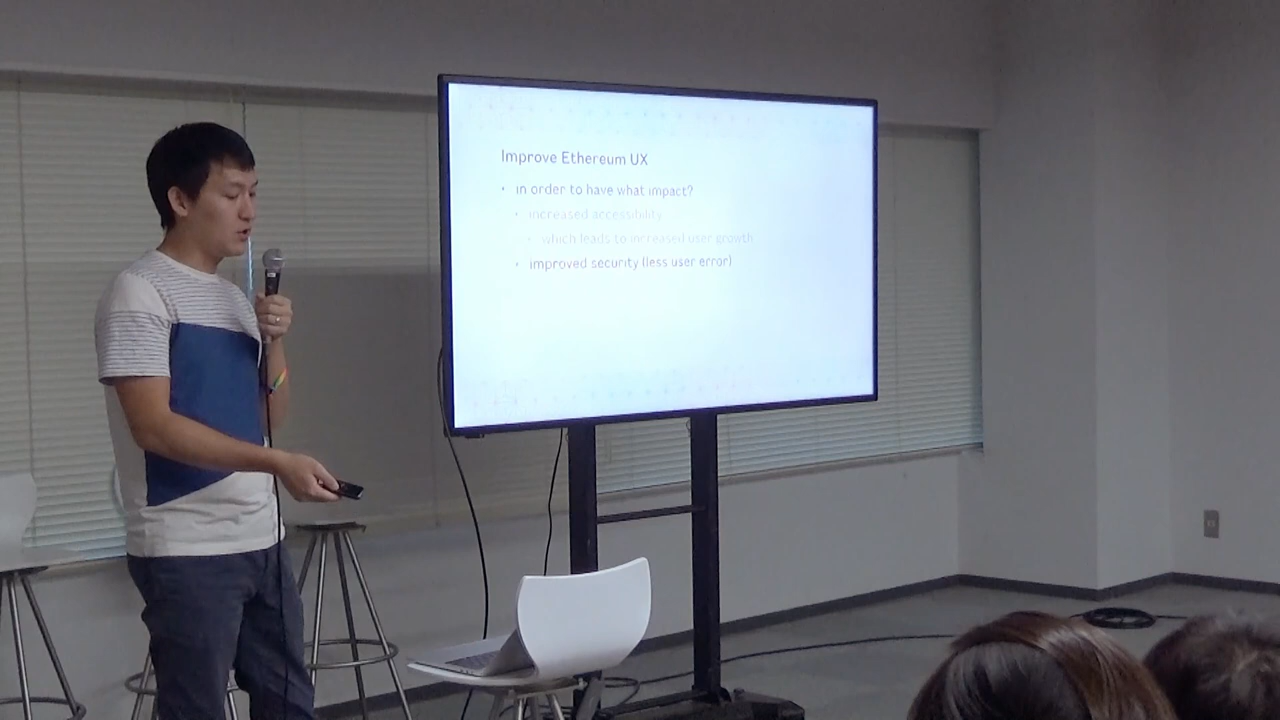 Improve Ethereum UX
• in order to have what impact?
• increased accessibility
• which leads to increased user growth
• improved security (less user error)